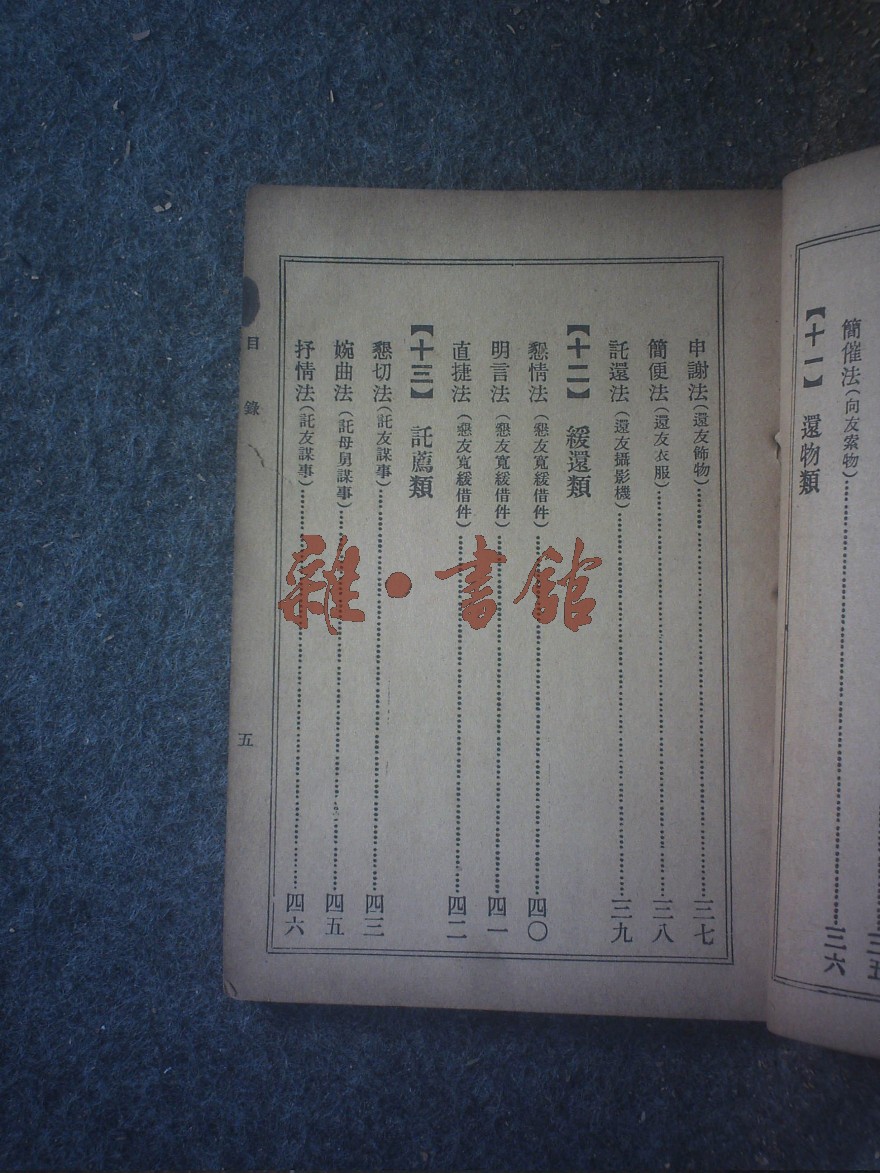 簡催法(向友索物)……三六
【十一】 還物類
申謝法(還友飾物)……三七
簡便法(還友衣服)……三八
託還法(還友攝影機)……三九
【十二】 緩還類
懇情法(懇友寬緩借件)……四〇
明言法(懇友寬緩借件)……四一
直捷法(懇友寬緩借件)……四二
【十三】 託薦類
懇切法(託友謀事)……四三
婉曲法(託母舅謀事)……四五
抒情法(託友謀事)……四六
目錄
五
雜·書館